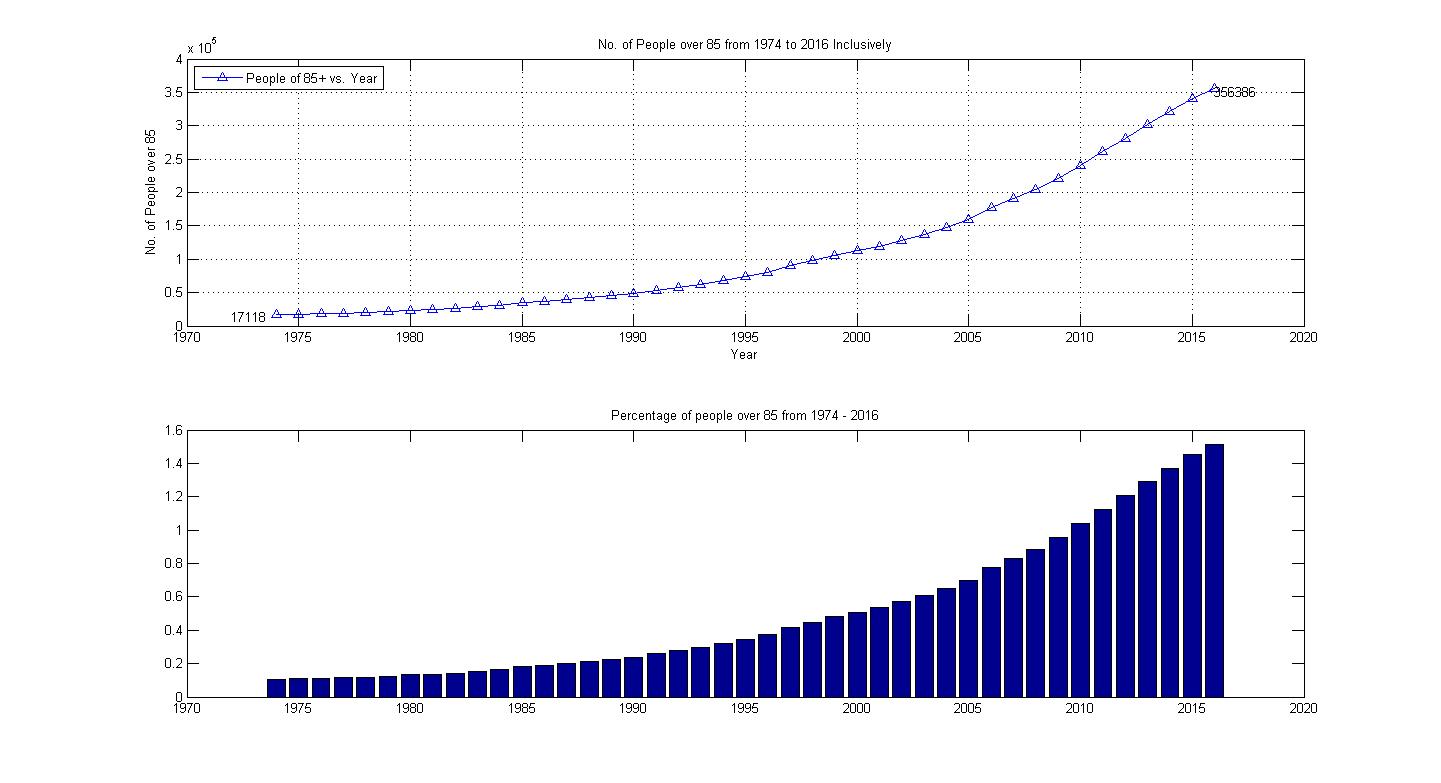 No. of People over 85 from 1974 to 2016 Inclusively
x 10^5
4
People of 85+ vs. Year
3.5
356386
3
2.5
2
1.5
1
0.5
17118
0
No. of People over 85
1970 1975 1980 1985 1990 1995 2000 2005 2010 2015 2020
Year
Percentage of people over 85 from 1974 - 2016
1.6
1.4
1.2
1
0.8
0.6
0.4
0.2
0
1970 1975 1980 1985 1990 1995 2000 2005 2010 2015 2020